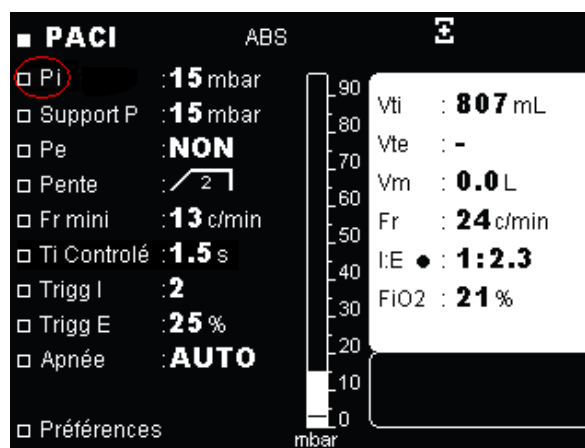 PACI ABS
Pi :15 mbar
Support P :15 mbar
Pe :NON
Pente : 2
Fr mini :13 c/min
Ti Controlé :1.5 s
Trigg I :2
Trigg E :25 %
Apnée :AUTO
Préférences
90
80
70
60
50
40
30
20
10
0
mbar
Vti : 807 mL
Vte : -
Vm : 0.0 L
Fr : 24 c/min
I:E ● : 1:2.3
FiO2 : 21 %